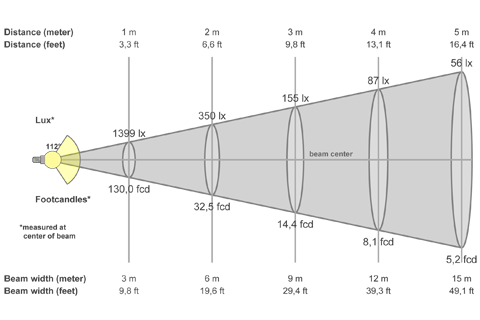 Distance (meter) 1 m 2 m 3 m 4 m 5 m
Distance (feet) 3,3 ft 6,6 ft 9,8 ft 13,1 ft 16,4 ft
56 lx
87 lx
155 lx
350 lx
Lux*
1399 lx
112°
beam center
130,0 fcd
Footcandles*
32,5 fcd
14,4 fcd
*measured at
center of beam
8,1 fcd
5,2 fcd
Beam width (meter) 3 m 6 m 9 m 12 m 15 m
Beam width (feet) 9,8 ft 19,6 ft 29,4 ft 39,3 ft 49,1 ft